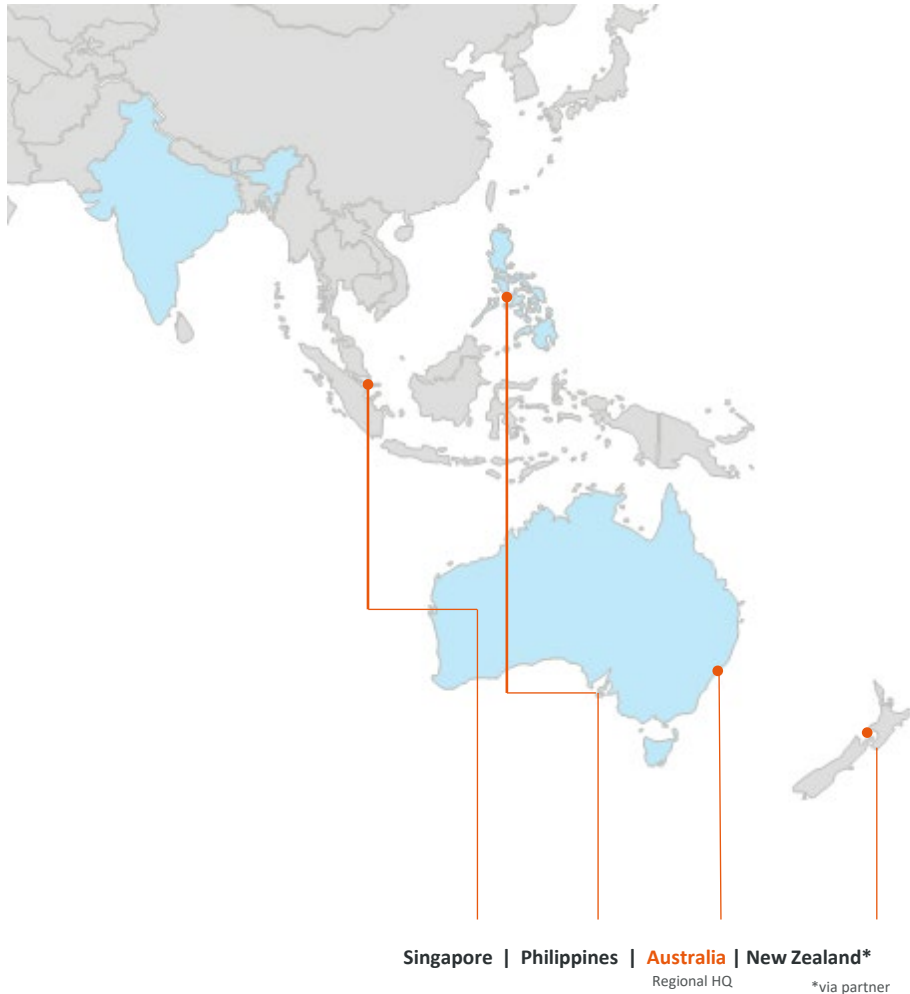 Singapore | Philippines | Australia | New Zealand*
Regional HQ
*via partner